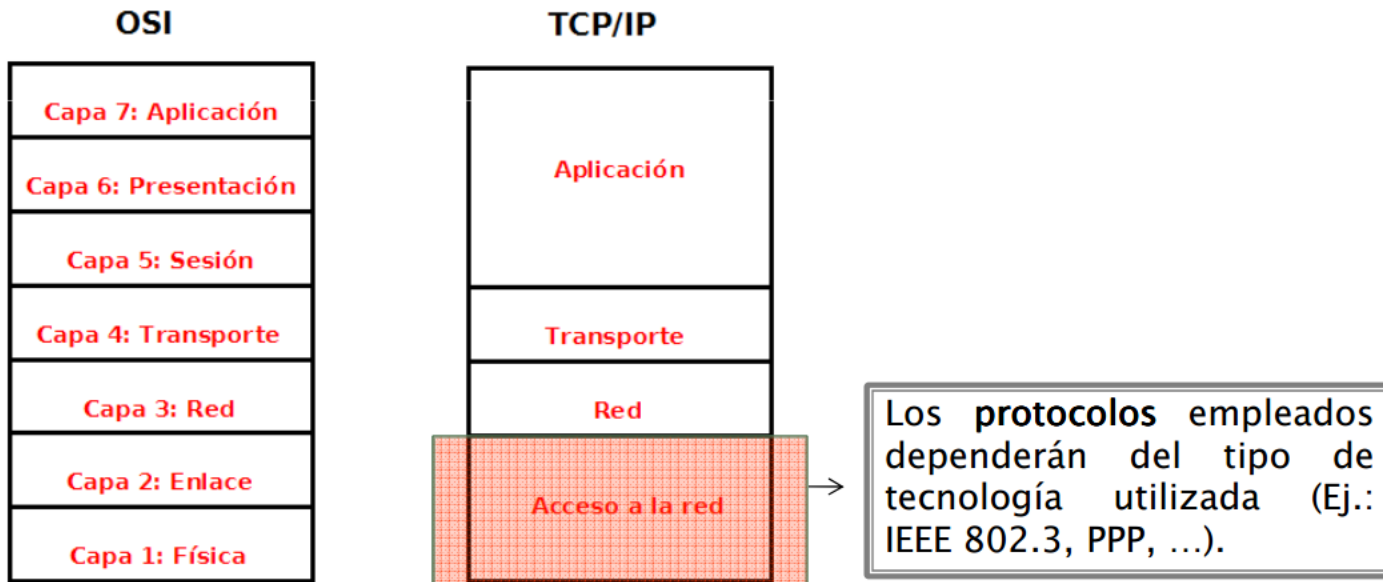 OSI
TCP/IP
Capa 7: Aplicación
Capa 6: Presentación
Capa 5: Sesión
Capa 4: Transporte
Capa 3: Red
Capa 2: Enlace
Capa 1: Física
Aplicación
Transporte
Red
Acceso a la red
Los protocolos empleados
dependerán del tipo de
tecnología utilizada (Ej.:
IEEE 802.3, PPP, ...).